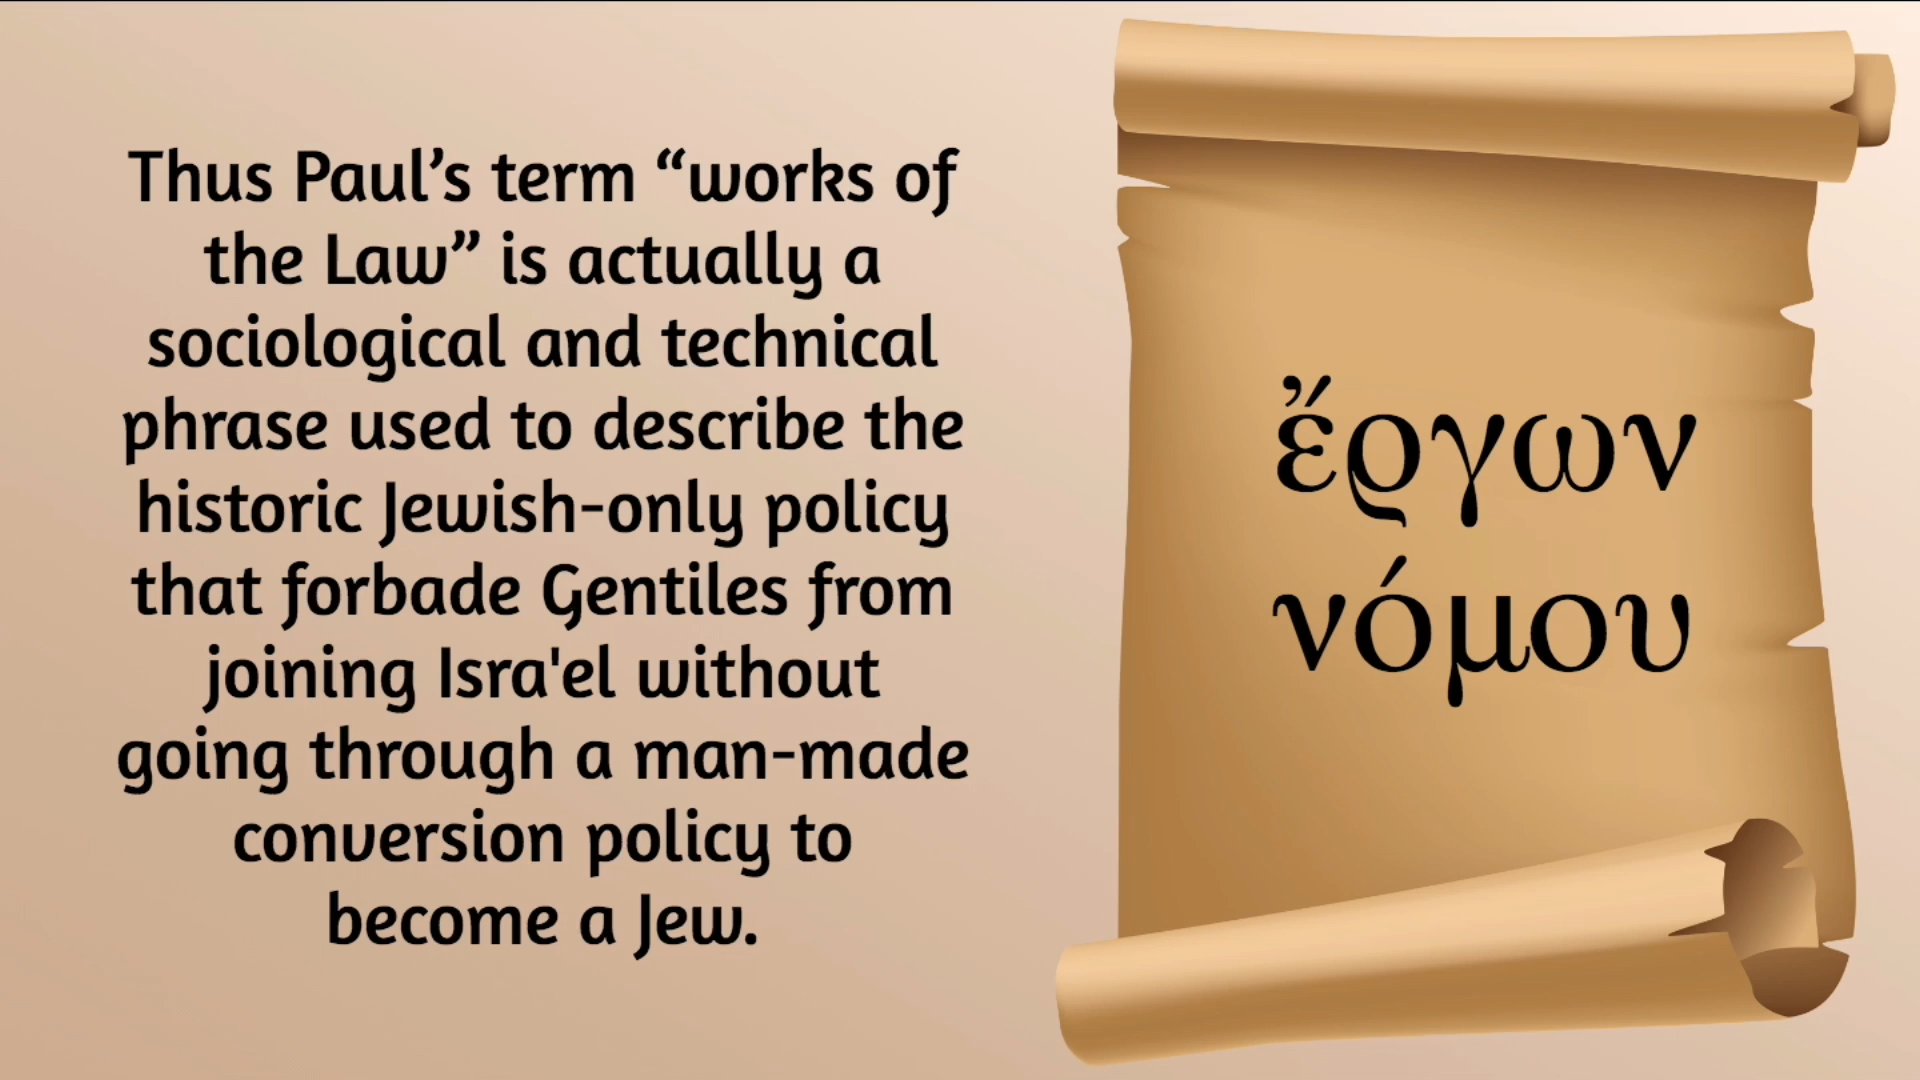 Thus Paul’s term “works of
the Law” is actually a
sociological and technical
phrase used to describe the
historic Jewish-only policy
that forbade Gentiles from
joining Isra'el without
going through a man-made
conversion policy to
become a Jew.
ἔργων
νόμου